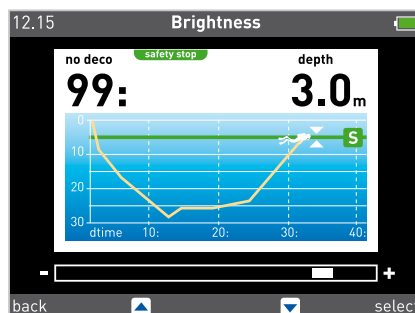 12.15 Brightness
no deco safety stop depth
99: 3.0m
0
S
10
20
30
dtime 10: 20: 30: 40:
- +
back select